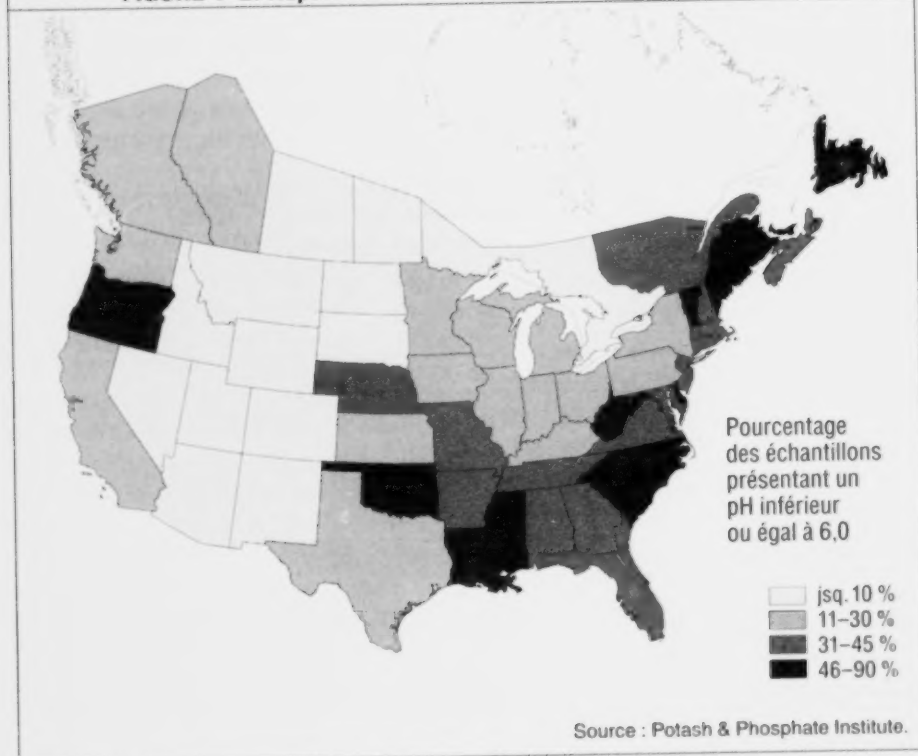 Pourcentage
des échantillons
présentant un
pH inférieur
ou égal à 6,0
jsq. 10 %
11–30 %
31–45 %
46–90 %
Source : Potash & Phosphate Institute.